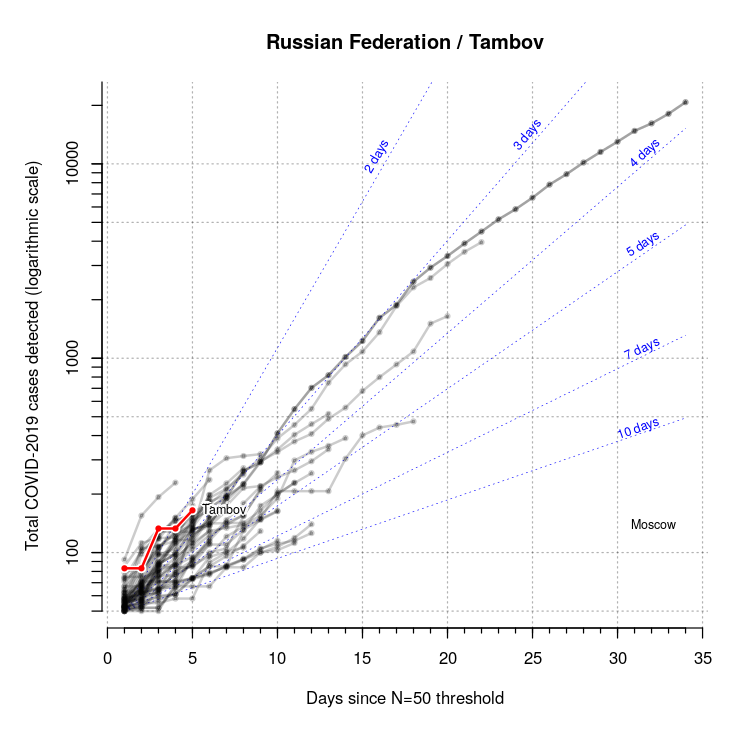 Russian Federation / Tambov
Total COVID-2019 cases detected (logarithmic scale)
10000
1000
100
2 days
3 days
4 days
5 days
7 days
10 days
Tambov
Moscow
0 5 10 15 20 25 30 35
Days since N=50 threshold